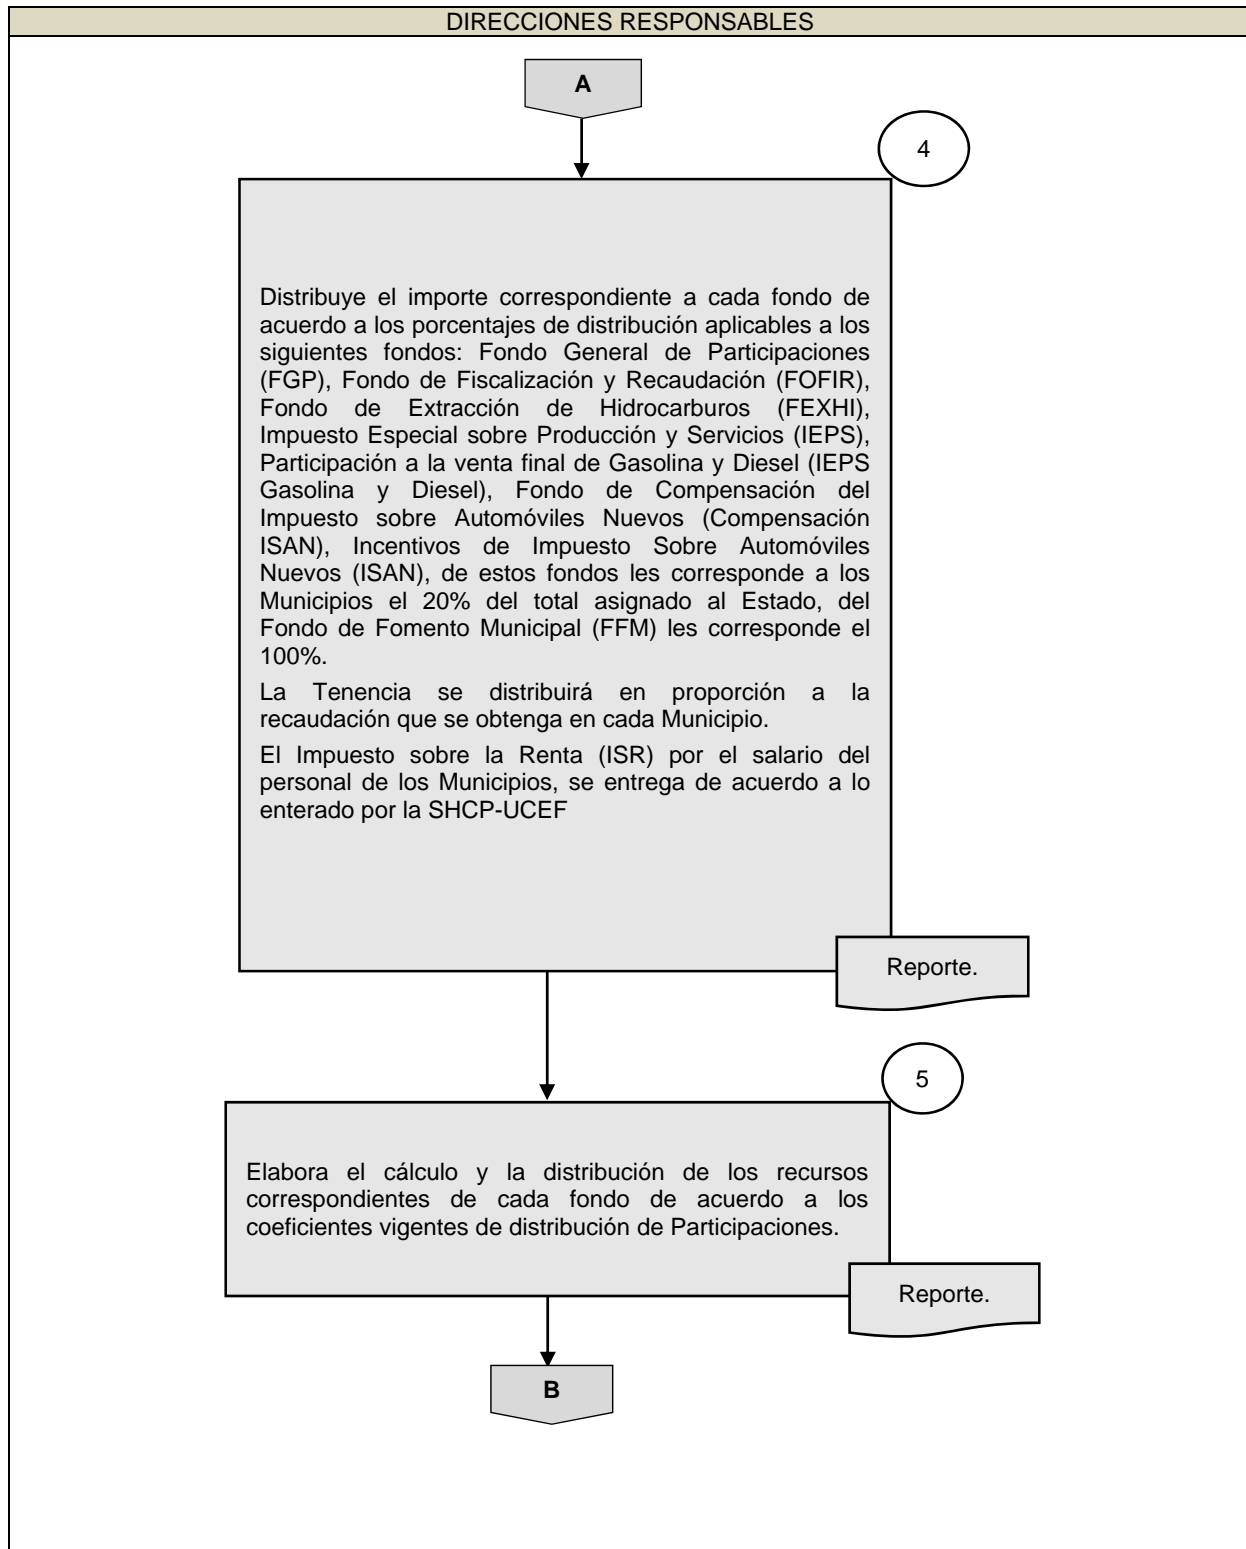 DIRECCIONES RESPONSABLES
A
4
Distribuye el importe correspondiente a cada fondo de
acuerdo a los porcentajes de distribución aplicables a los
siguientes fondos: Fondo General de Participaciones
(FGP), Fondo de Fiscalización y Recaudación (FOFIR),
Fondo de Extracción de Hidrocarburos (FEXHI),
Impuesto Especial sobre Producción y Servicios (IEPS),
Participación a la venta final de Gasolina y Diesel (IEPS
Gasolina y Diesel), Fondo de Compensación del
Impuesto sobre Automóviles Nuevos (Compensación
ISAN), Incentivos de Impuesto Sobre Automóviles
Nuevos (ISAN), de estos fondos les corresponde a los
Municipios el 20% del total asignado al Estado, del
Fondo de Fomento Municipal (FFM) les corresponde el
100%.
La Tenencia se distribuirá en proporción a la
recaudación que se obtenga en cada Municipio.
El Impuesto sobre la Renta (ISR) por el salario del
personal de los Municipios, se entrega de acuerdo a lo
enterado por la SHCP-UCEF
Reporte.
5
Elabora el cálculo y la distribución de los recursos
correspondientes de cada fondo de acuerdo a los
coeficientes vigentes de distribución de Participaciones.
Reporte.
B